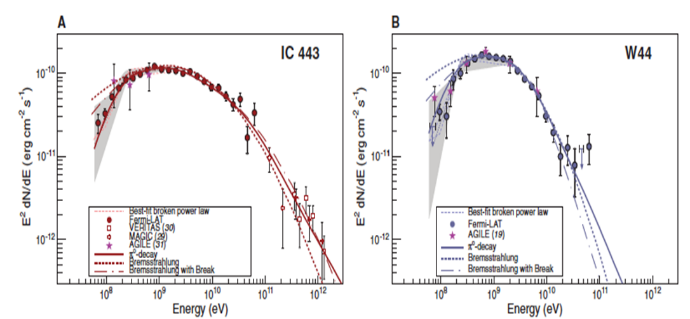 A
IC 443
E² dN/dE (erg cm⁻² s⁻¹)
10⁻¹⁰
10⁻¹¹
10⁻¹²
Best-fit broken power law
Fermi-LAT
VERITAS (30)
MAGIC (29)
AGILE (31)
π⁰-decay
Bremsstrahlung
Bremsstrahlung with Break
10⁸ 10⁹ 10¹⁰ 10¹¹ 10¹²
Energy (eV)
B
W44
E² dN/dE (erg cm⁻² s⁻¹)
10⁻¹⁰
10⁻¹¹
10⁻¹²
Best-fit broken power law
Fermi-LAT
AGILE (19)
π⁰-decay
Bremsstrahlung
Bremsstrahlung with Break
10⁸ 10⁹ 10¹⁰ 10¹¹ 10¹²
Energy (eV)